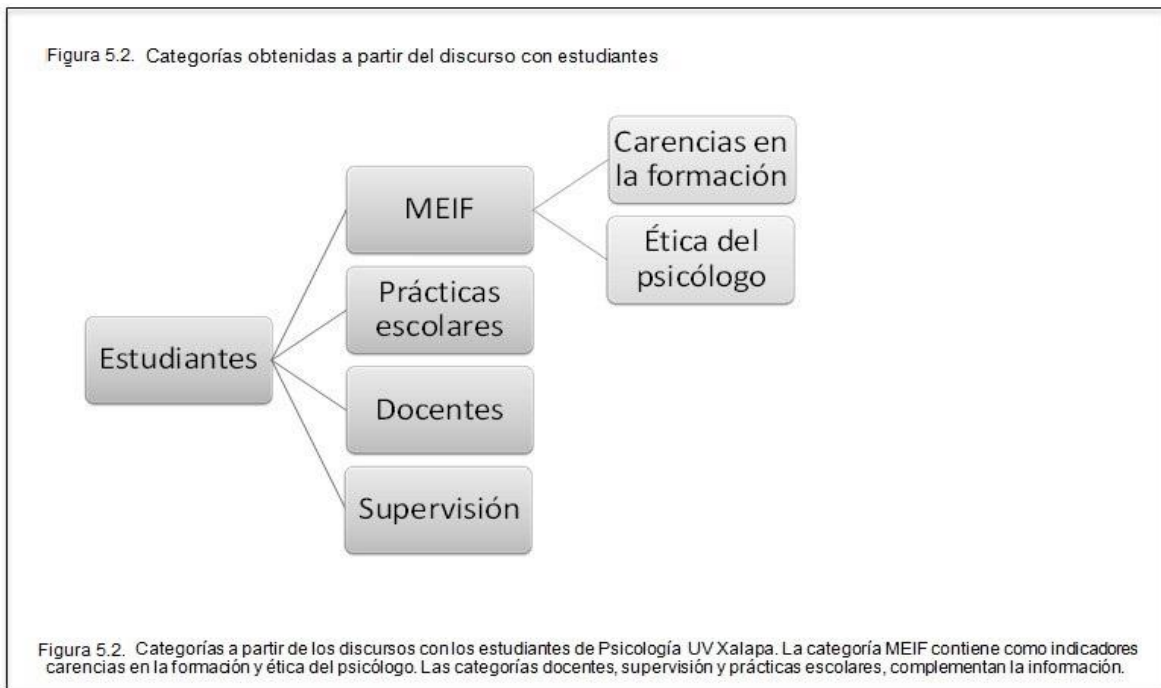 Figura 5.2. Categorías obtenidas a partir del discurso con estudiantes
Carencias en
la formación
MEIF
Ética del
psicólogo
Prácticas
escolares
Estudiantes
Docentes
Supervisión
Figura 5.2. Categorías a partir de los discursos con los estudiantes de Psicología UV Xalapa. La categoría MEIF contiene como indicadores
carencias en la formación y ética del psicólogo. Las categorías docentes, supervisión y prácticas escolares, complementan la información.